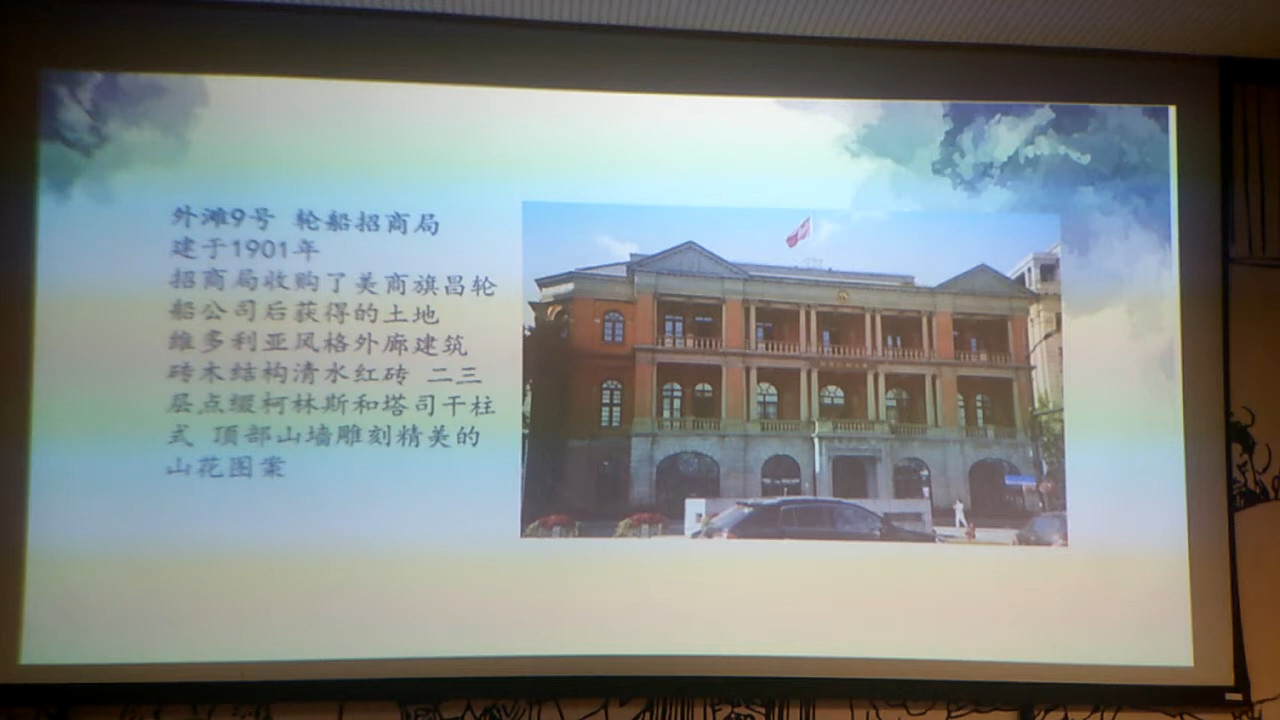 外滩9号 轮船招商局
建于1901年
招商局收购了美商旗昌轮
船公司后获得的土地
维多利亚风格外廊建筑
砖木结构清水红砖 二三
层点缀柯林斯和塔司干柱
式 顶部山墙雕刻精美的
山花图案